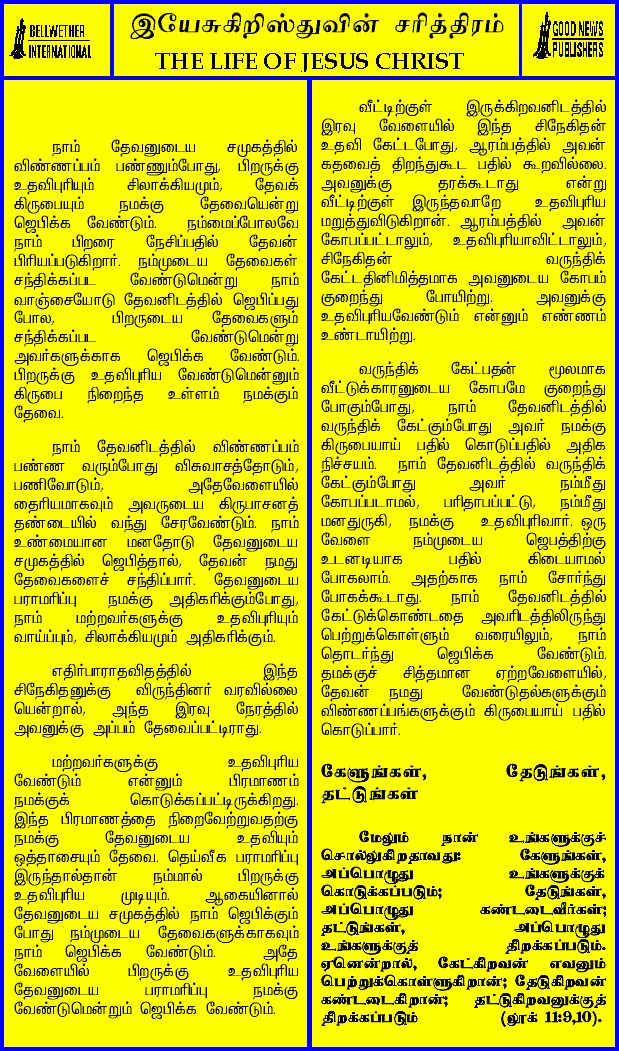 BELLWETHER
INTERNATIONAL
இயேசுகிறிஸ்துவின் சரித்திரம்
THE LIFE OF JESUS CHRIST
GOOD NEWS
PUBLISHERS
நாம் தேவனுடைய சமுகத்தில்
விண்ணப்பம் பண்ணும்போது, பிறருக்கு
உதவிபுரியும் சிலாக்கியமும், தேவக்
கிருபையும் நமக்கு தேவையென்று
ஜெபிக்க வேண்டும். நம்மைப்போலவே
நாம் பிறரை நேசிப்பதில் தேவன்
பிரியப்படுகிறார். நம்முடைய தேவைகள்
சந்திக்கப்பட வேண்டுமென்று நாம்
வாஞ்சையோடு தேவனிடத்தில் ஜெபிப்பது
போல, பிறருடைய தேவைகளும்
சந்திக்கப்பட வேண்டுமென்று
அவர்களுக்காக ஜெபிக்க வேண்டும்.
பிறருக்கு உதவிபுரிய வேண்டுமென்னும்
கிருபை நிறைந்த உள்ளம் நமக்கும்
தேவை.
நாம் தேவனிடத்தில் விண்ணப்பம்
பண்ண வரும்போது விசுவாசத்தோடும்,
பணிவோடும், அதேவேளையில்
தைரியமாகவும் அவருடைய கிருபாசனத்
தண்டையில் வந்து சேரவேண்டும். நாம்
உண்மையான மனதோடு தேவனுடைய
சமுகத்தில் ஜெபித்தால், தேவன் நமது
தேவைகளைச் சந்திப்பார். தேவனுடைய
பராமரிப்பு நமக்கு அதிகரிக்கும்போது,
நாம் மற்றவர்களுக்கு உதவிபுரியும்
வாய்ப்பும், சிலாக்கியமும் அதிகரிக்கும்.
எதிர்பாராதவிதத்தில் இந்த
சிநேகிதனுக்கு விருந்தினர் வரவில்லை
யென்றால், அந்த இரவு நேரத்தில்
அவனுக்கு அப்பம் தேவைப்பட்டிராது.
மற்றவர்களுக்கு உதவிபுரிய
வேண்டும் என்னும் பிரமாணம்
நமக்குக் கொடுக்கப்பட்டிருக்கிறது.
இந்த பிரமாணத்தை நிறைவேற்றுவதற்கு
நமக்கு தேவனுடைய உதவியும்
ஒத்தாசையும் தேவை. தெய்வீக பராமரிப்பு
இருந்தால்தான் நம்மால் பிறருக்கு
உதவிபுரிய முடியும். ஆகையினால்
தேவனுடைய சமுகத்தில் நாம் ஜெபிக்கும்
போது நம்முடைய தேவைகளுக்காகவும்
நாம் ஜெபிக்க வேண்டும். அதே
வேளையில் பிறருக்கு உதவிபுரிய
தேவனுடைய பராமரிப்பு நமக்கு
வேண்டுமென்றும் ஜெபிக்க வேண்டும்.
வீட்டிற்குள் இருக்கிறவனிடத்தில்
இரவு வேளையில் இந்த சிநேகிதன்
உதவி கேட்டபோது, ஆரம்பத்தில் அவன்
கதவைத் திறந்துகூட பதில் கூறவில்லை.
அவனுக்கு தரக்கூடாது என்று
வீட்டிற்குள் இருந்தவாறே உதவிபுரிய
மறுத்துவிடுகிறான். ஆரம்பத்தில் அவன்
கோபப்பட்டாலும், உதவிபுரியாவிட்டாலும்,
சிநேகிதன் வருந்திக்
கேட்டதினிமித்தமாக அவனுடைய கோபம்
குறைந்து போயிற்று. அவனுக்கு
உதவிபுரியவேண்டும் என்னும் எண்ணம்
உண்டாயிற்று.
வருந்திக் கேட்பதன் மூலமாக
வீட்டுக்காரனுடைய கோபமே குறைந்து
போகும்போது, நாம் தேவனிடத்தில்
வருந்திக் கேட்கும்போது அவர் நமக்கு
கிருபையாய் பதில் கொடுப்பதில் அதிக
நிச்சயம். நாம் தேவனிடத்தில் வருந்திக்
கேட்கும்போது அவர் நம்மீது
கோபப்படாமல், பரிதாபப்பட்டு, நம்மீது
மனதுருகி, நமக்கு உதவிபுரிவார். ஒரு
வேளை நம்முடைய ஜெபத்திற்கு
உடனடியாக பதில் கிடையாமல்
போகலாம். அதற்காக நாம் சோர்ந்து
போகக்கூடாது. நாம் தேவனிடத்தில்
கேட்டுக்கொண்டதை அவரிடத்திலிருந்து
பெற்றுக்கொள்ளும் வரையிலும், நாம்
தொடர்ந்து ஜெபிக்க வேண்டும்.
தமக்குச் சித்தமான ஏற்றவேளையில்,
தேவன் நமது வேண்டுதல்களுக்கும்
விண்ணப்பங்களுக்கும் கிருபையாய் பதில்
கொடுப்பார்.
கேளுங்கள், தேடுங்கள்,
தட்டுங்கள்
மேலும் நான் உங்களுக்குச்
சொல்லுகிறதாவது: கேளுங்கள்,
அப்பொழுது உங்களுக்குக்
கொடுக்கப்படும்; தேடுங்கள்,
அப்பொழுது கண்டடைவீர்கள்;
தட்டுங்கள், அப்பொழுது
உங்களுக்குத் திறக்கப்படும்.
ஏனென்றால், கேட்கிறவன் எவனும்
பெற்றுக்கொள்ளுகிறான்; தேடுகிறவன்
கண்டடைகிறான்; தட்டுகிறவனுக்குத்
திறக்கப்படும் (லூக் 11:9,10).